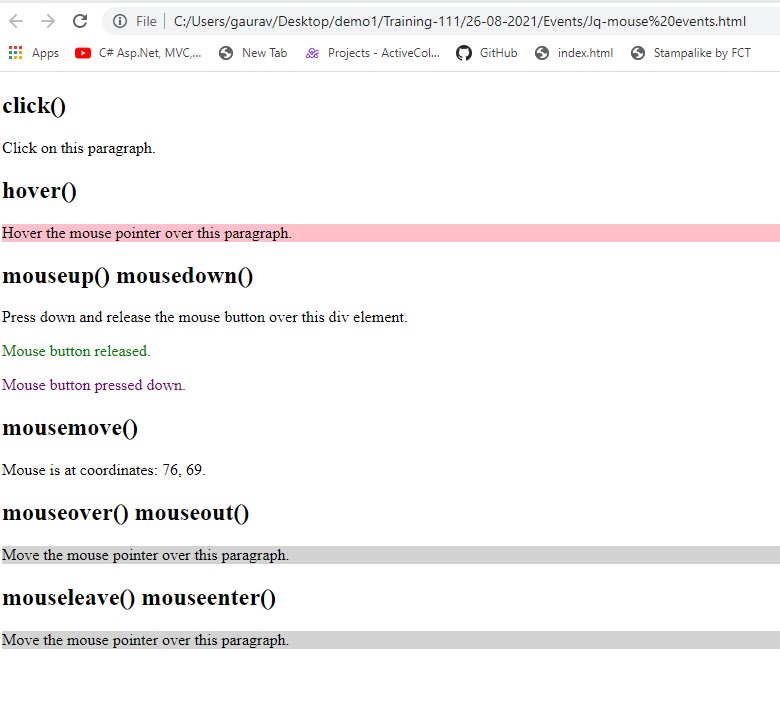 File | C:/Users/gaurav/Desktop/demo1/Training-111/26-08-2021/Events/Jq-mouse%20events.html
Apps C# Asp.Net, MVC,... New Tab Projects - ActiveCol... GitHub index.html Stampalike by FCT
click()
Click on this paragraph.
hover()
Hover the mouse pointer over this paragraph.
mouseup() mousedown()
Press down and release the mouse button over this div element.
Mouse button released.
Mouse button pressed down.
mousemove()
Mouse is at coordinates: 76, 69.
mouseover() mouseout()
Move the mouse pointer over this paragraph.
mouseleave() mouseenter()
Move the mouse pointer over this paragraph.